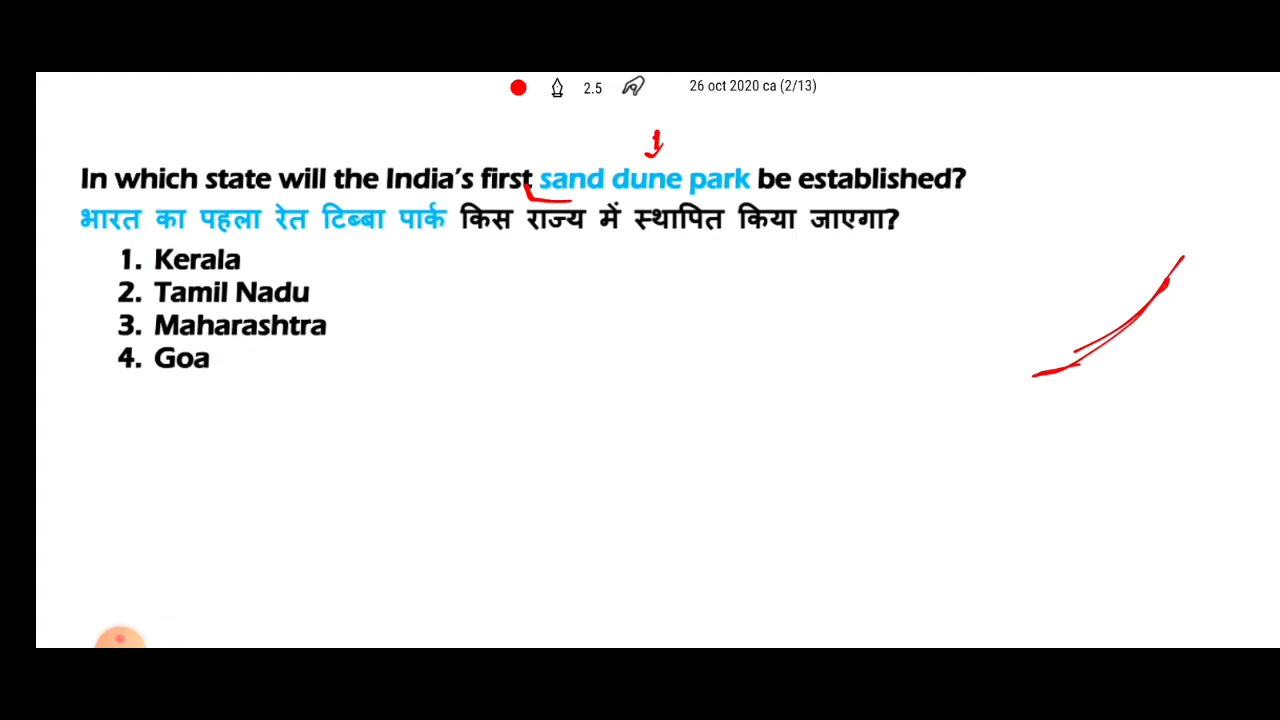 2.5
26 oct 2020 ca (2/13)
In which state will the India's first sand dune park be established?
भारत का पहला रेत टिब्बा पार्क किस राज्य में स्थापित किया जाएगा?
1. Kerala
2. Tamil Nadu
3. Maharashtra
4. Goa